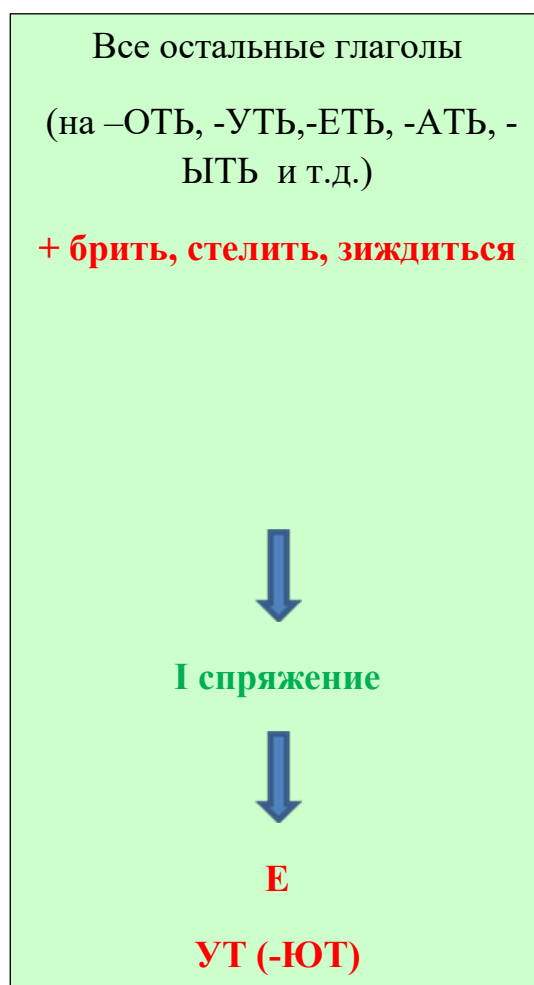 Все остальные глаголы
(на –ОТЬ, -УТЬ,-ЕТЬ, -АТЬ, -
ЫТЬ и т.д.)
+ брить, стелить, зиждиться
I спряжение
Е
УТ (-ЮТ)